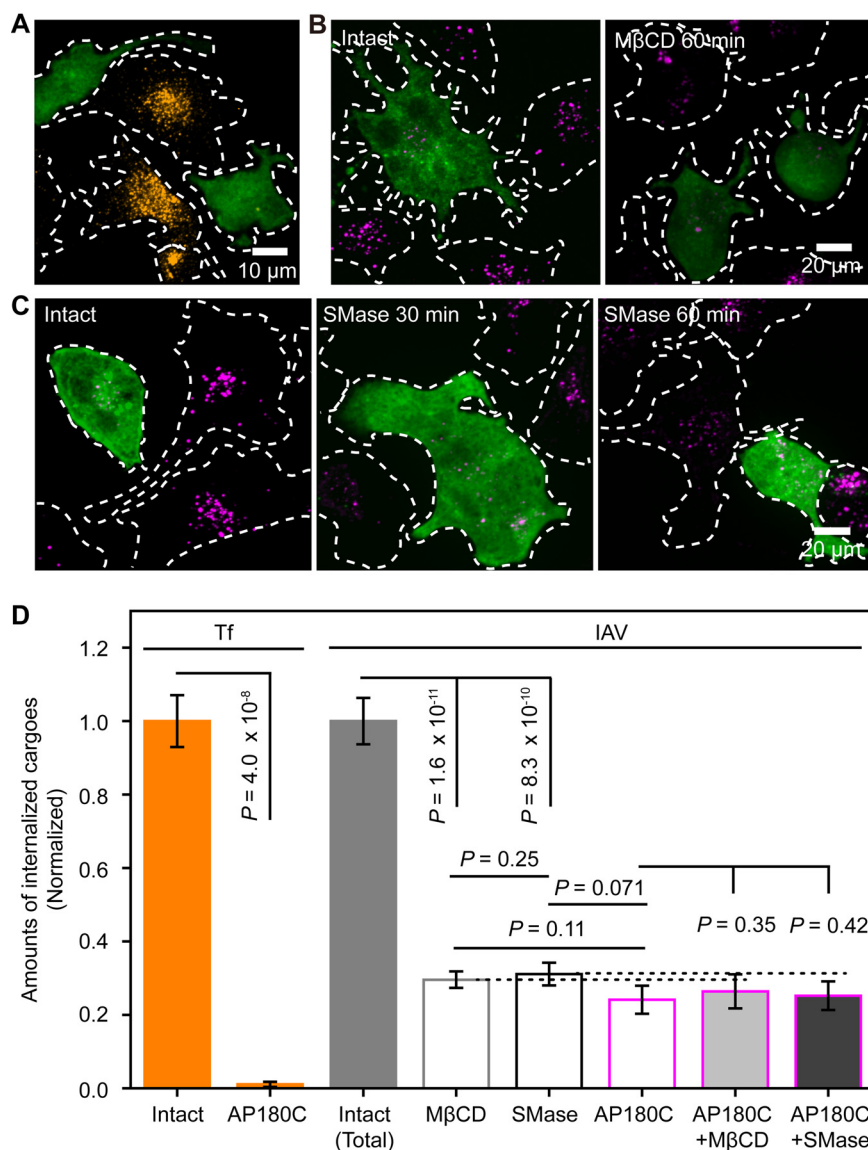 A
B
Intact
MβCD 60 min
10 µm
20 µm
C
Intact
SMase 30 min
SMase 60 min
20 µm
D
Tf
IAV
Amounts of internalized cargoes
(Normalized)
1.2
1.0
0.8
0.6
0.4
0.2
0.0
P = 4.0 x 10-8
P = 1.6 x 10-11
P = 8.3 x 10-10
P = 0.25
P = 0.071
P = 0.11
P = 0.35
P = 0.42
Intact
AP180C
Intact
(Total)
MβCD
SMase
AP180C
AP180C
+MβCD
AP180C
+SMase